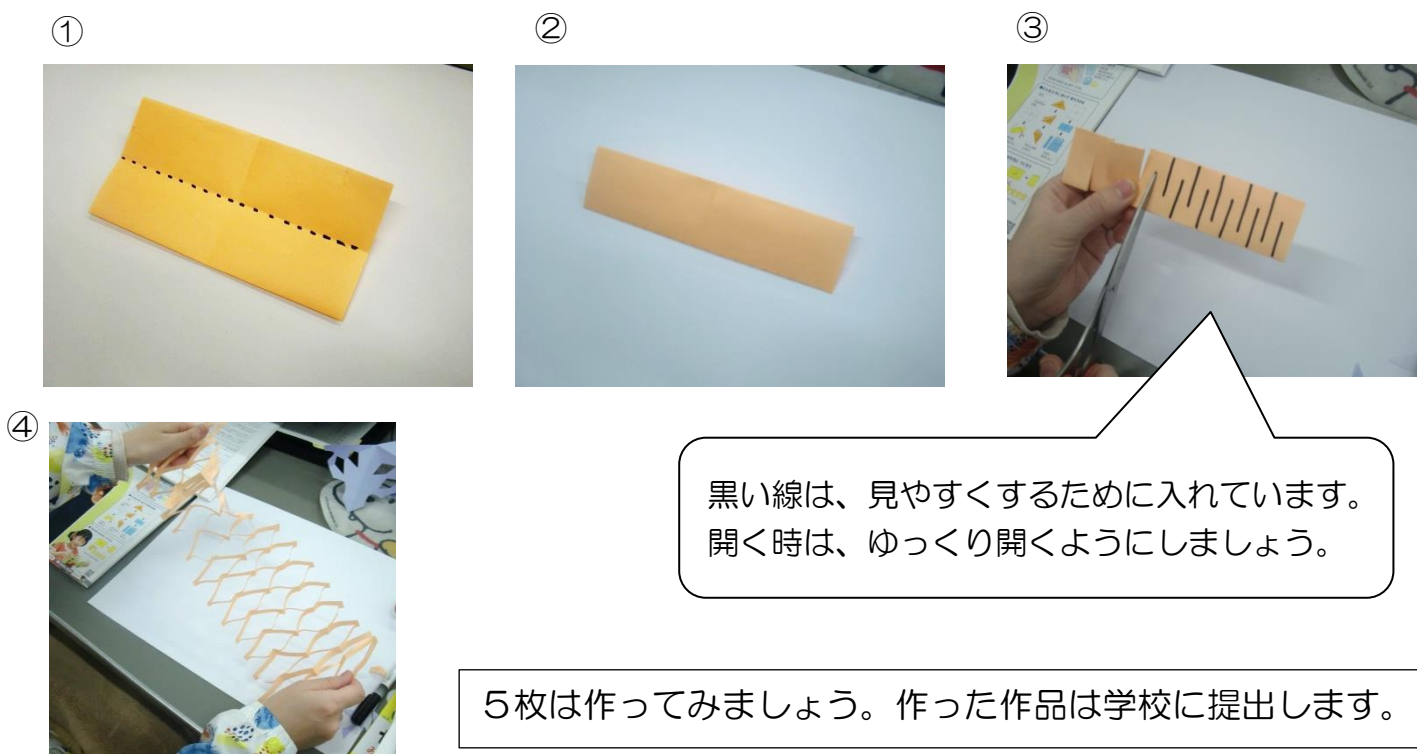 ①
②
③
④
黒い線は、見やすくするために入れています。
開く時は、ゆっくり開くようにしましょう。
５枚は作ってみましょう。作った作品は学校に提出します。